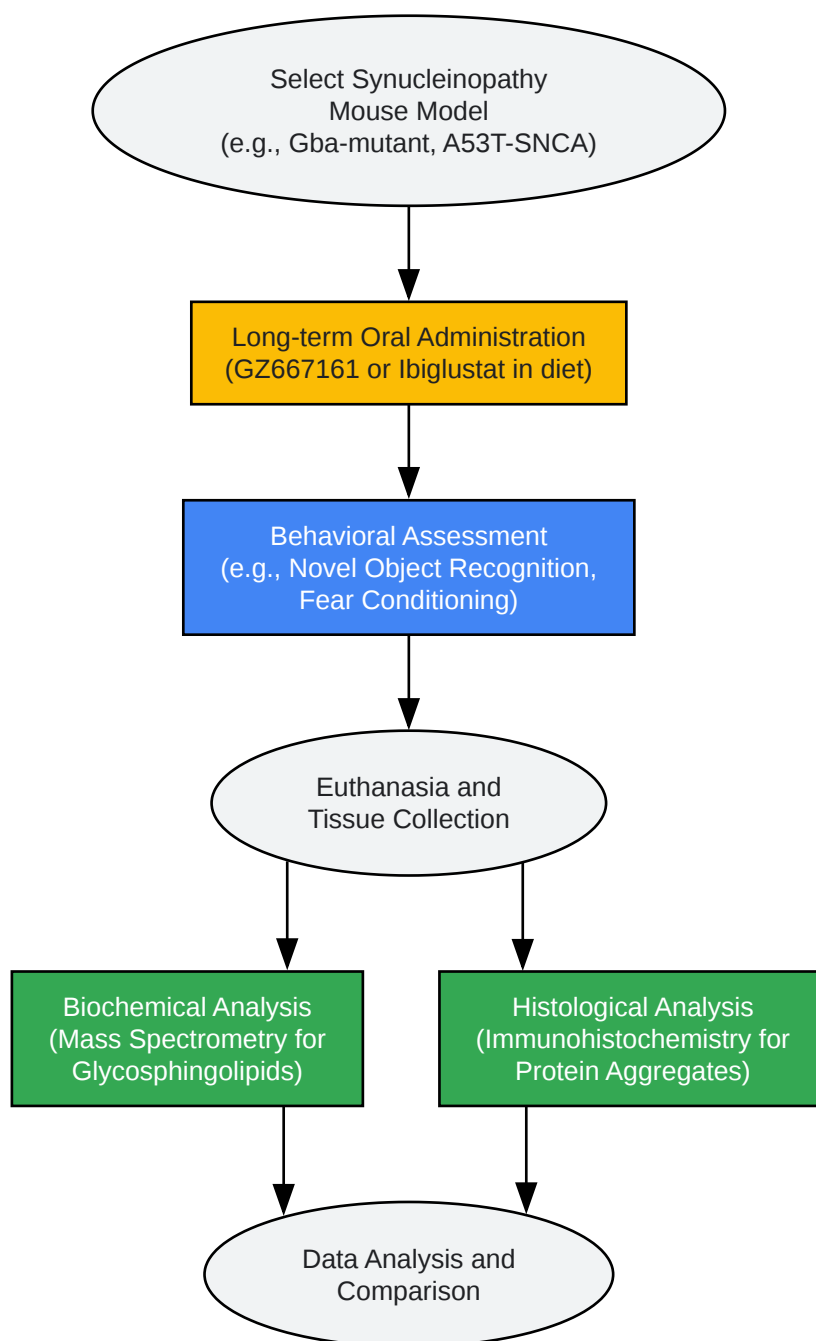 Select Synucleinopathy
Mouse Model
(e.g., Gba-mutant, A53T-SNCA)
Long-term Oral Administration
(GZ667161 or Ibiglustat in diet)
Behavioral Assessment
(e.g., Novel Object Recognition,
Fear Conditioning)
Euthanasia and
Tissue Collection
Biochemical Analysis
(Mass Spectrometry for
Glycosphingolipids)
Histological Analysis
(Immunohistochemistry for
Protein Aggregates)
Data Analysis and
Comparison